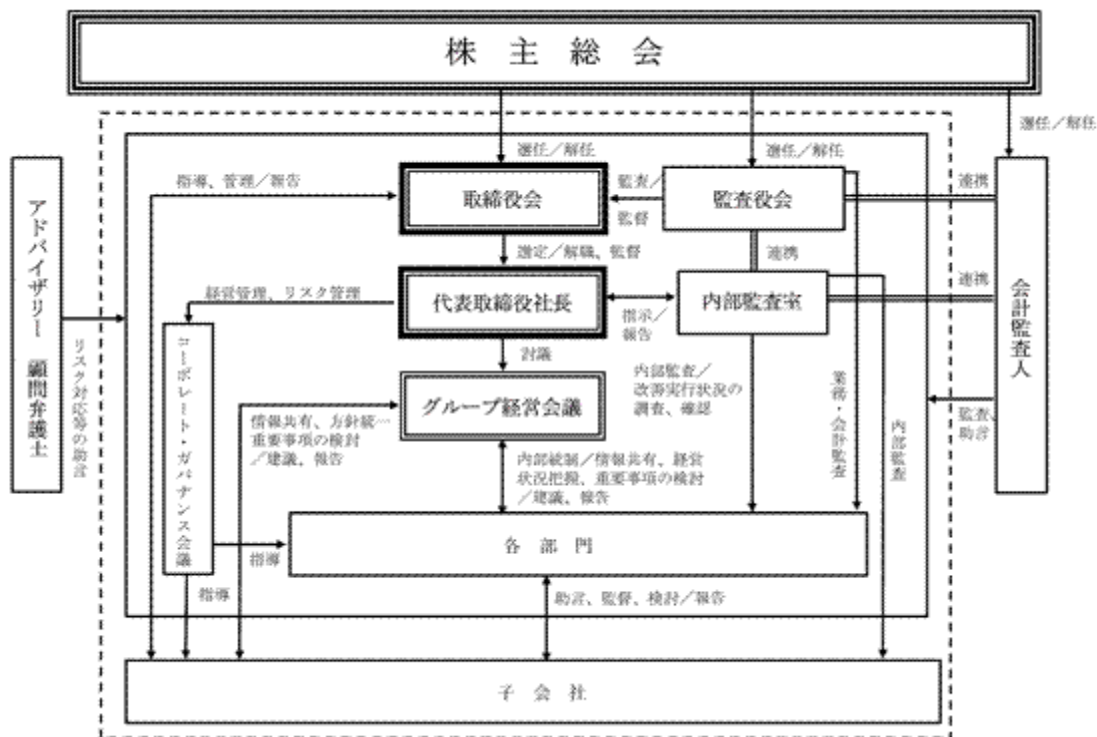 株 主 総 会
選任/解任
選任/解任
選任/解任
アドバイザリー 顧問弁護士
リスク対応等の助言
指導、管理/報告
取締役会
監査/
監督
監査役会
連携
選定/解職、監督
連携
経営管理、リスク管理
代表取締役社長
指示/
報告
内部監査室
連携
会計監査人
コーポレート・ガバナンス会議
討議
グループ経営会議
内部監査/
改善実行状況の
調査、確認
業務・会計監査
内部監査
監査、
助言
情報共有、方針統一
重要事項の検討
/建議、報告
内部統制/情報共有、経営
状況把握、重要事項の検討
/建議、報告
各 部 門
指導
指導
助言、監督、検討/報告
子 会 社